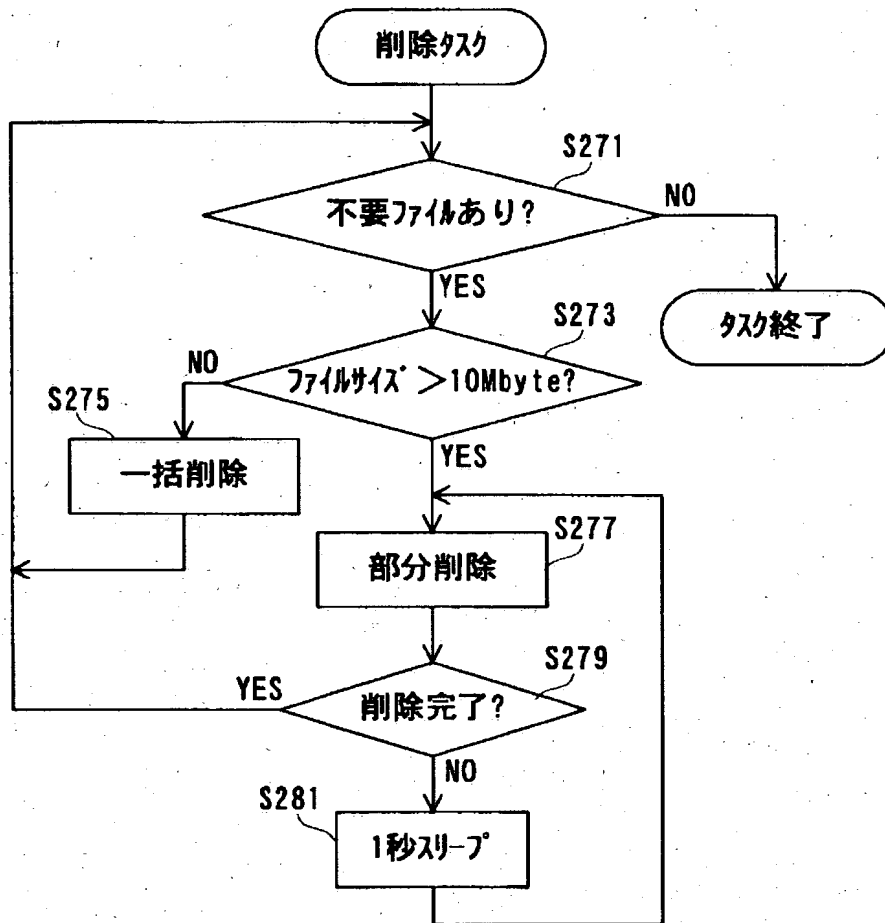 削除ﾀｽｸ
S271
不要ﾌｧｲﾙあり?
NO
YES
ﾀｽｸ終了
S273
NO
ﾌｧｲﾙｻｲｽﾞ>10Mbyte?
S275
YES
一括削除
S277
部分削除
S279
YES
削除完了?
NO
S281
1秒ｽﾘｰﾌﾟ